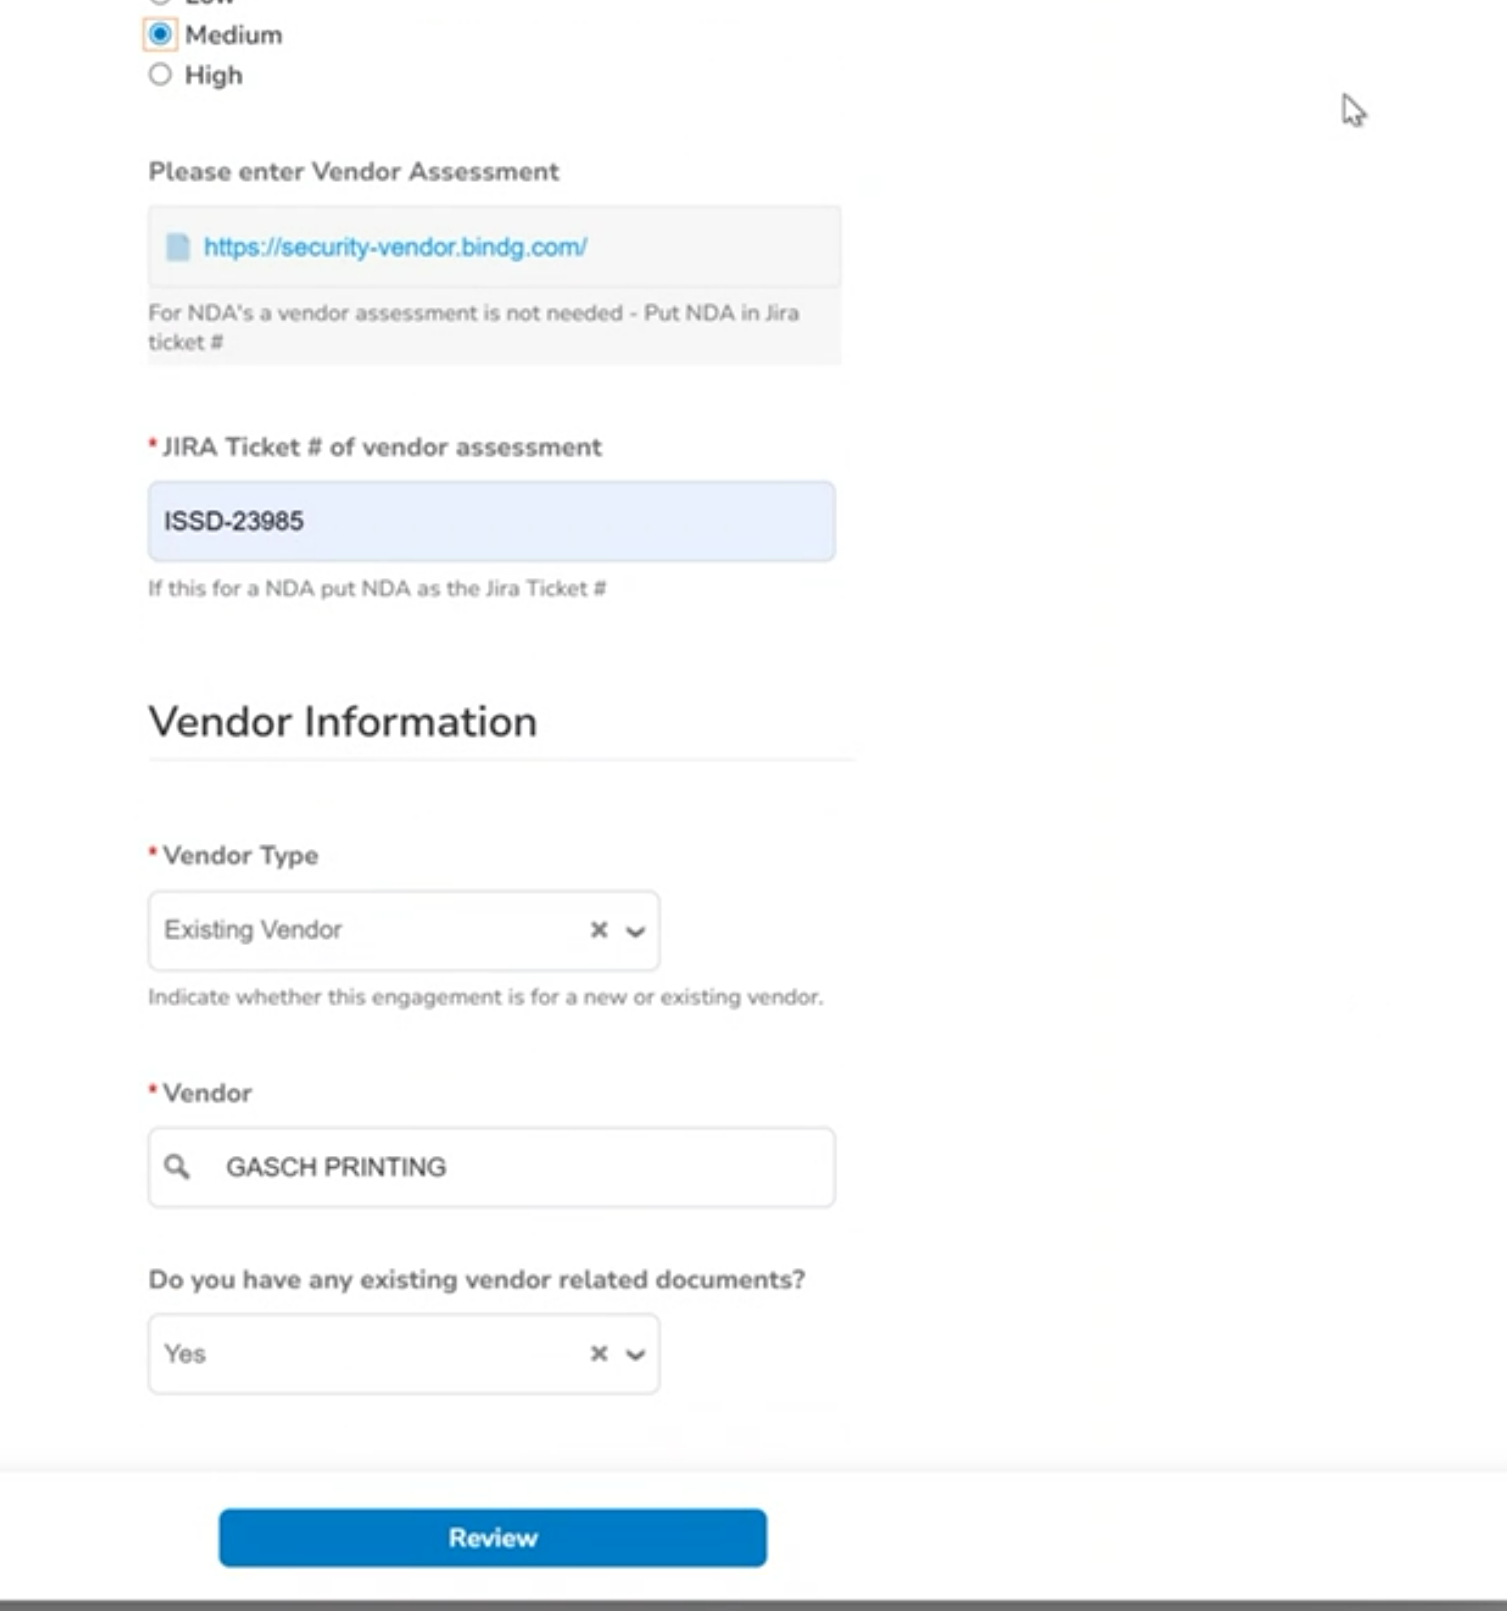 Low
Medium
High
Please enter Vendor Assessment
https://security-vendor.bindg.com/
For NDA's a vendor assessment is not needed - Put NDA in Jira
ticket #
* JIRA Ticket # of vendor assessment
ISSD-23985
If this for a NDA put NDA as the Jira Ticket #
Vendor Information
* Vendor Type
Existing Vendor
Indicate whether this engagement is for a new or existing vendor.
* Vendor
GASCH PRINTING
Do you have any existing vendor related documents?
Yes
Review